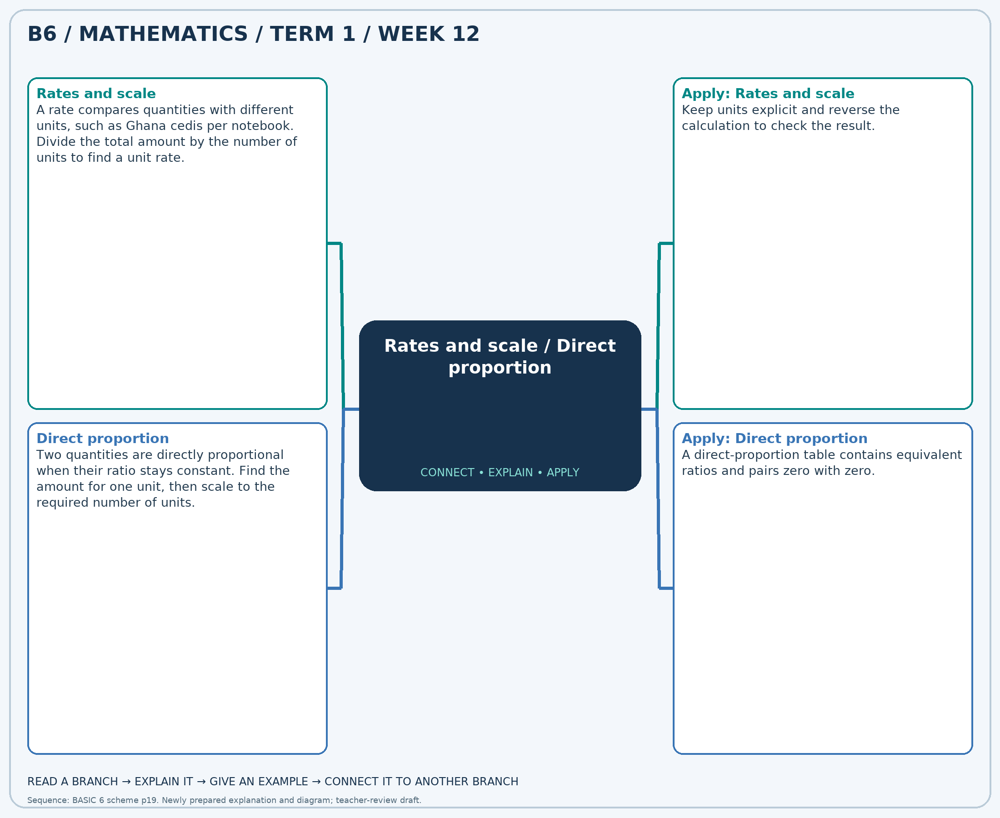 B6 / MATHEMATICS / TERM 1 / WEEK 12
Rates and scale
A rate compares quantities with different
units, such as Ghana cedis per notebook.
Divide the total amount by the number of
units to find a unit rate.
Apply: Rates and scale
Keep units explicit and reverse the
calculation to check the result.
Rates and scale / Direct
proportion
CONNECT • EXPLAIN • APPLY
Direct proportion
Two quantities are directly proportional
when their ratio stays constant. Find the
amount for one unit, then scale to the
required number of units.
Apply: Direct proportion
A direct-proportion table contains equivalent
ratios and pairs zero with zero.
READ A BRANCH → EXPLAIN IT → GIVE AN EXAMPLE → CONNECT IT TO ANOTHER BRANCH
Sequence: BASIC 6 scheme p19. Newly prepared explanation and diagram; teacher-review draft.